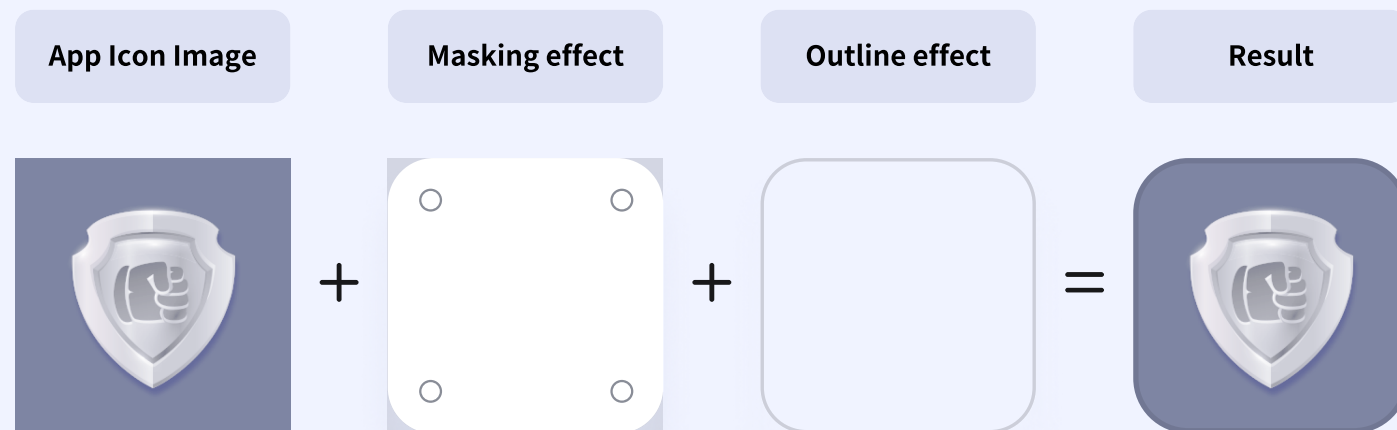 App Icon Image
Masking effect
Outline effect
Result
+
+
=